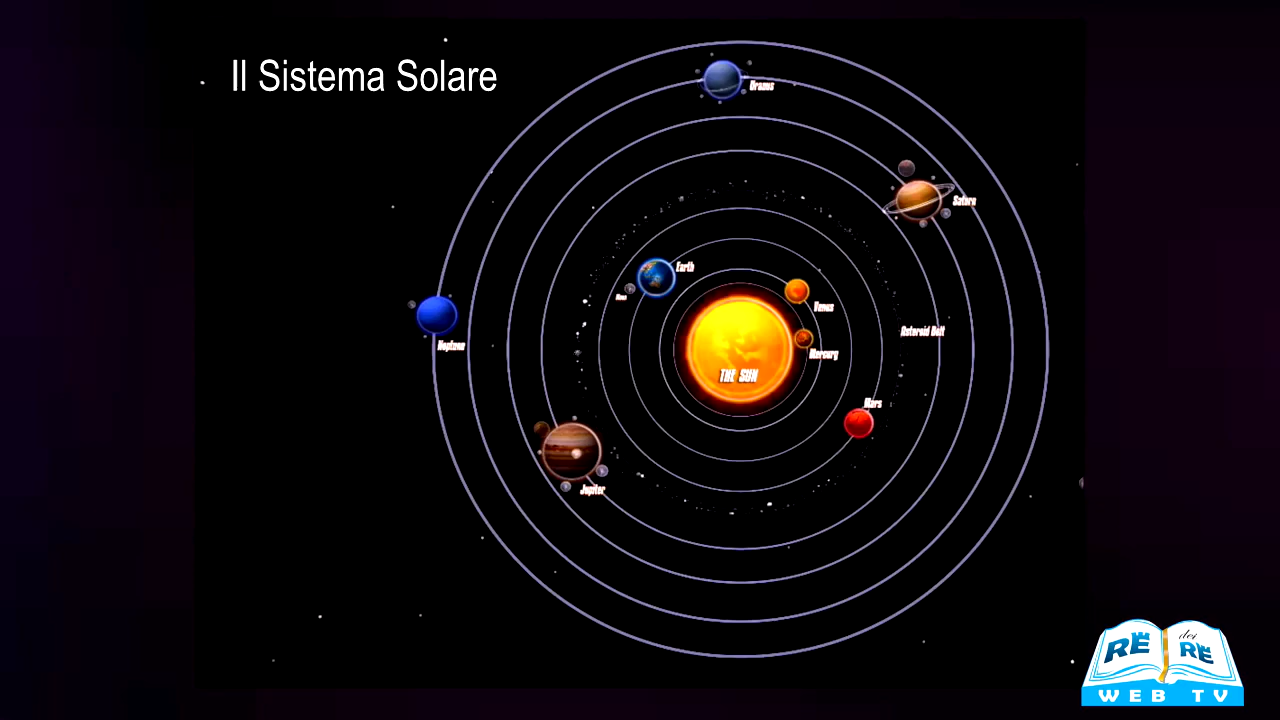 Il Sistema Solare
Uranus
Saturn
Earth
Moon
Venus
Asteroid Belt
Neptune
Mercury
THE SUN
Mars
Jupiter
RE dei RE
WEB TV